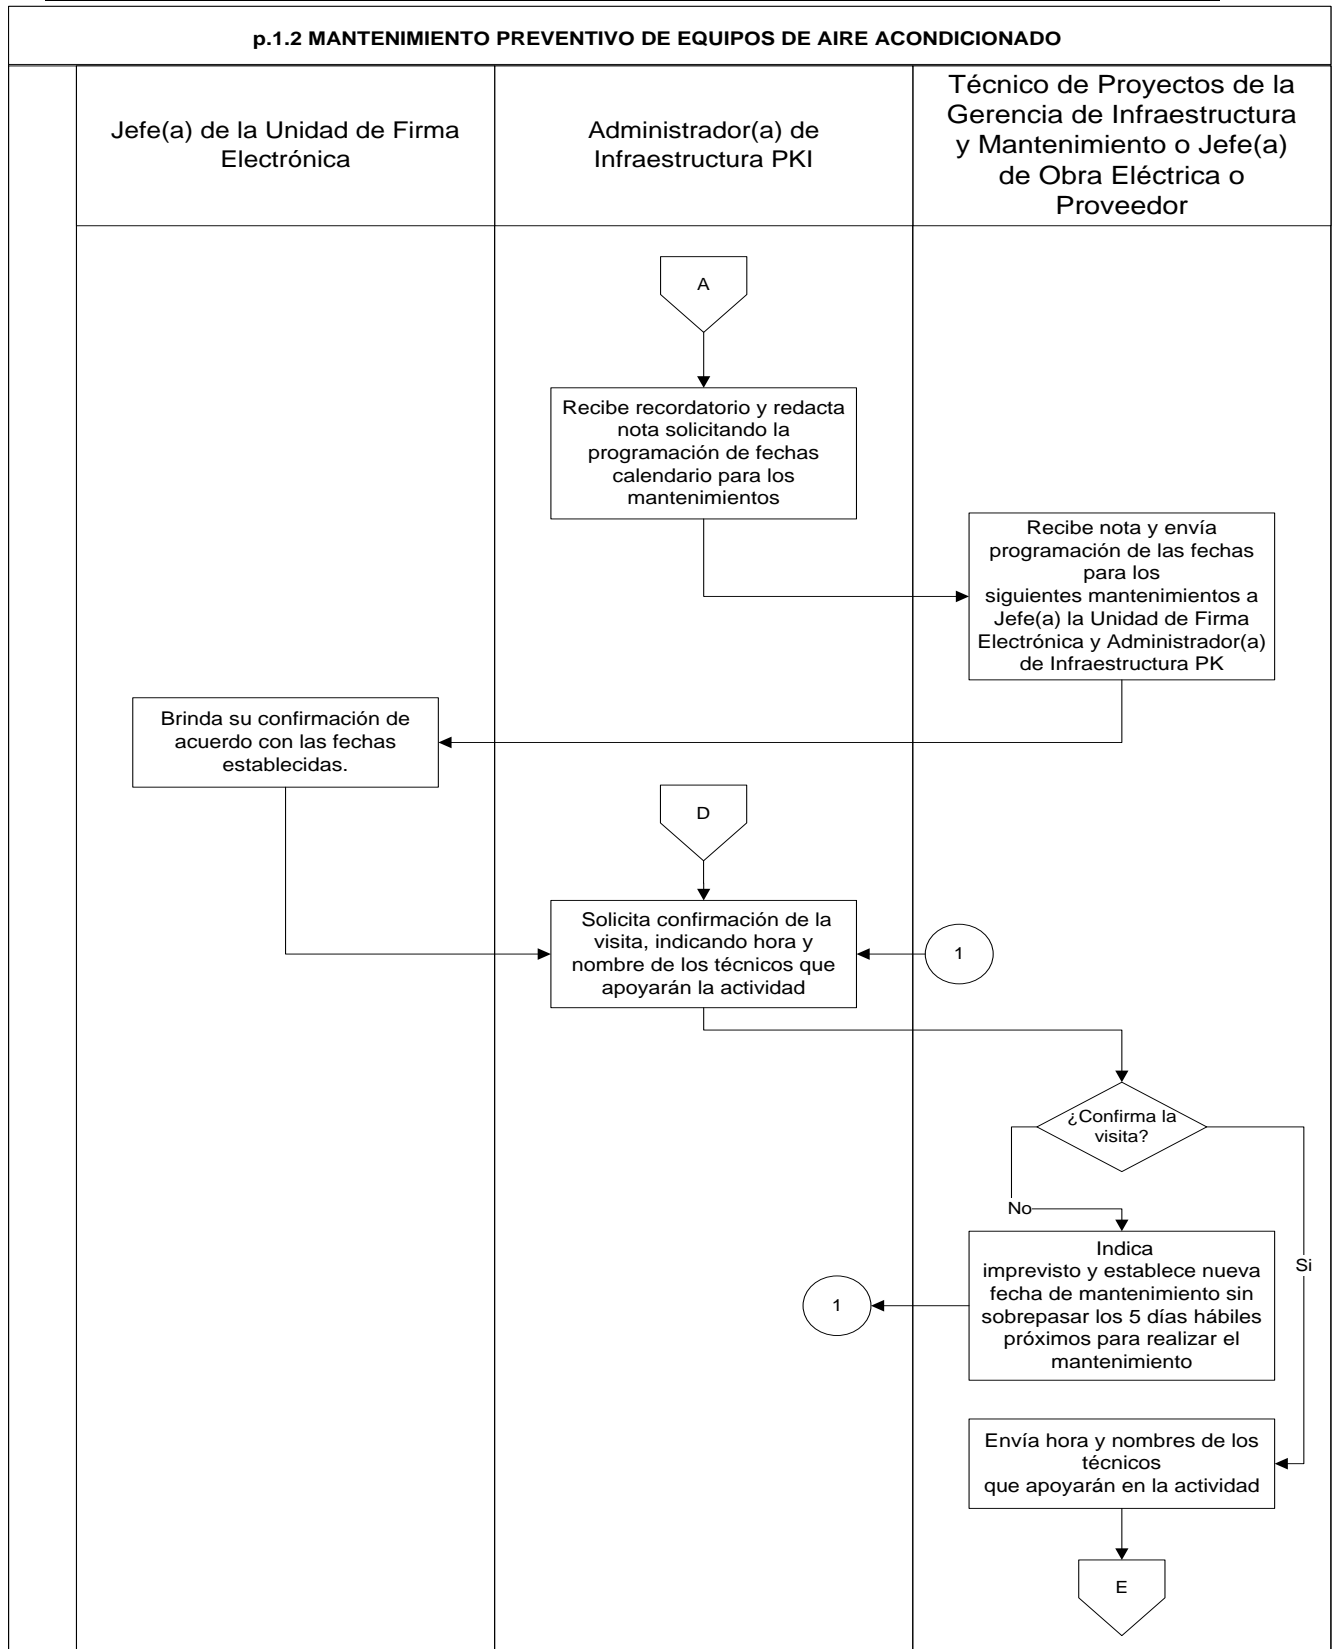 p.1.2 MANTENIMIENTO PREVENTIVO DE EQUIPOS DE AIRE ACONDICIONADO
Jefe(a) de la Unidad de Firma
Electrónica
Administrador(a) de
Infraestructura PKI
Técnico de Proyectos de la
Gerencia de Infraestructura
y Mantenimiento o Jefe(a)
de Obra Eléctrica o
Proveedor
A
Recibe recordatorio y redacta
nota solicitando la
programación de fechas
calendario para los
mantenimientos
Recibe nota y envía
programación de las fechas
para los
siguientes mantenimientos a
Jefe(a) la Unidad de Firma
Electrónica y Administrador(a)
de Infraestructura PK
Brinda su confirmación de
acuerdo con las fechas
establecidas.
D
Solicita confirmación de la
visita, indicando hora y
nombre de los técnicos que
apoyarán la actividad
1
¿Confirma la
visita?
No
Si
Indica
imprevisto y establece nueva
fecha de mantenimiento sin
sobrepasar los 5 días hábiles
próximos para realizar el
mantenimiento
1
Envía hora y nombres de los
técnicos
que apoyarán en la actividad
E